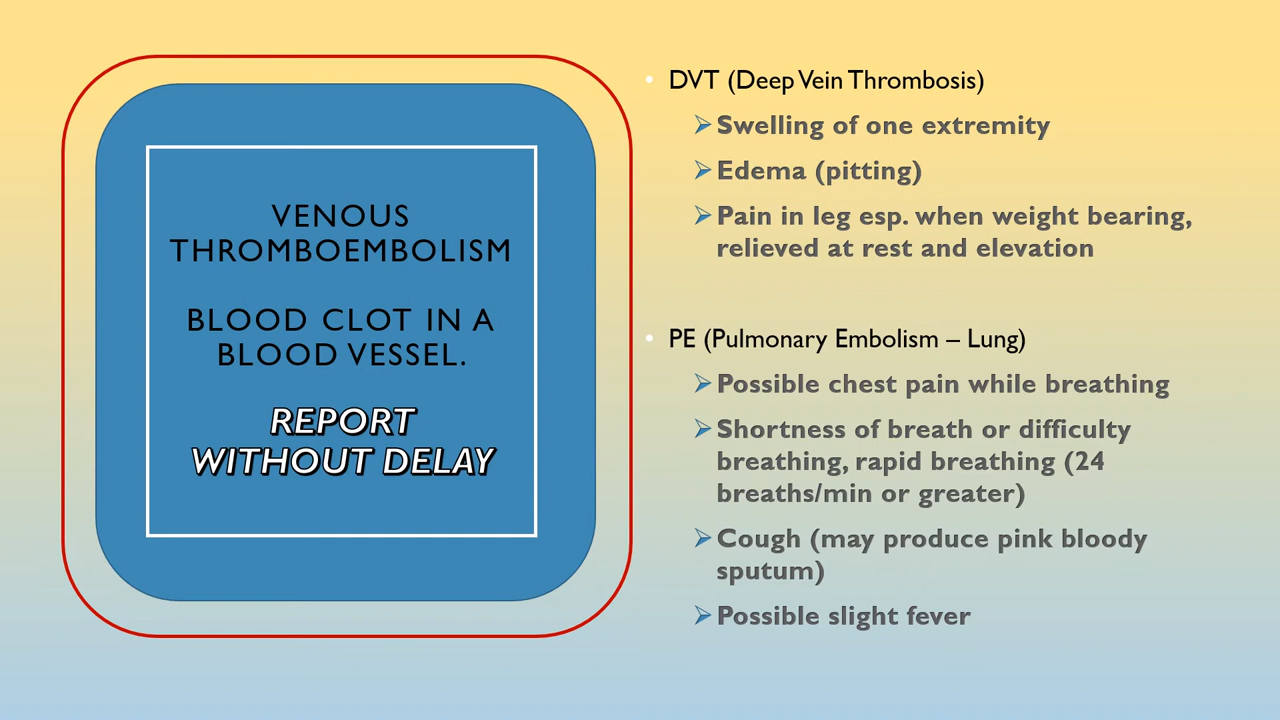 VENOUS
THROMBOEMBOLISM
BLOOD CLOT IN A
BLOOD VESSEL.
REPORT
WITHOUT DELAY
• DVT (Deep Vein Thrombosis)
➢ Swelling of one extremity
➢ Edema (pitting)
➢ Pain in leg esp. when weight bearing,
relieved at rest and elevation
• PE (Pulmonary Embolism – Lung)
➢ Possible chest pain while breathing
➢ Shortness of breath or difficulty
breathing, rapid breathing (24
breaths/min or greater)
➢ Cough (may produce pink bloody
sputum)
➢ Possible slight fever